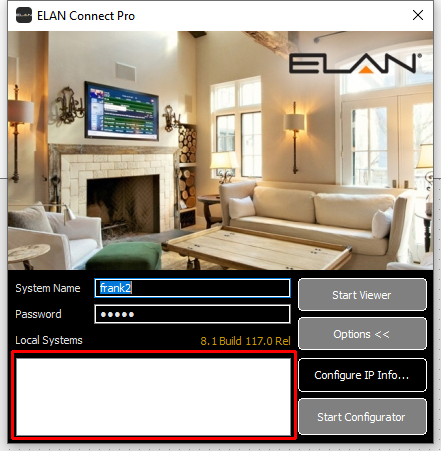 ELAN Connect Pro
ELAN®
System Name
frank2
Start Viewer
Password
•••••
Options <<
Local Systems
8.1 Build 117.0 Rel
Configure IP Info...
Start Configurator